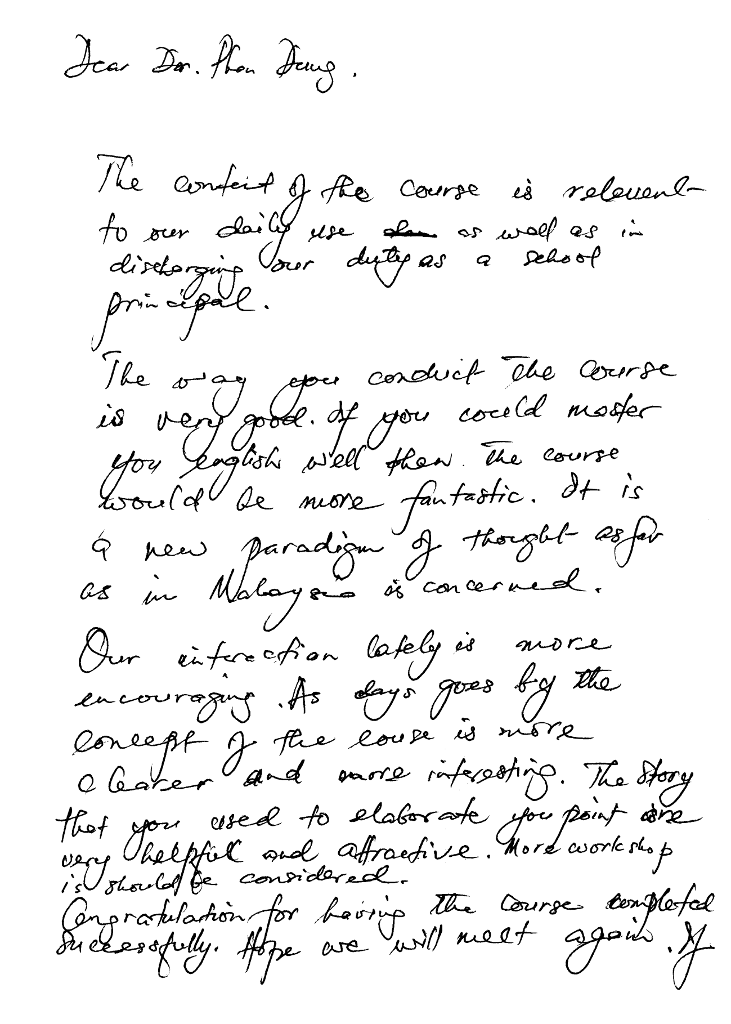 Dear Dr. Phan Dung.
The content of the course is relevent
to our daily use as well as in
discharging our duty as a school
principal.
The way you conduct the course
is very good. If you could master
you english well then the course
would be more fantastic. It is
a new paradigm of thought as far
as in Malaysia is concerned.
Our interaction lately is more
encouraging. As days goes by the
concept of the couse is more
clearer and more interesting. The story
that you used to elaborate you point are
very helpful and attractive. More workshop
is should be considered.
Congratulation for having the course completed
successfully. Hope we will meet again. If